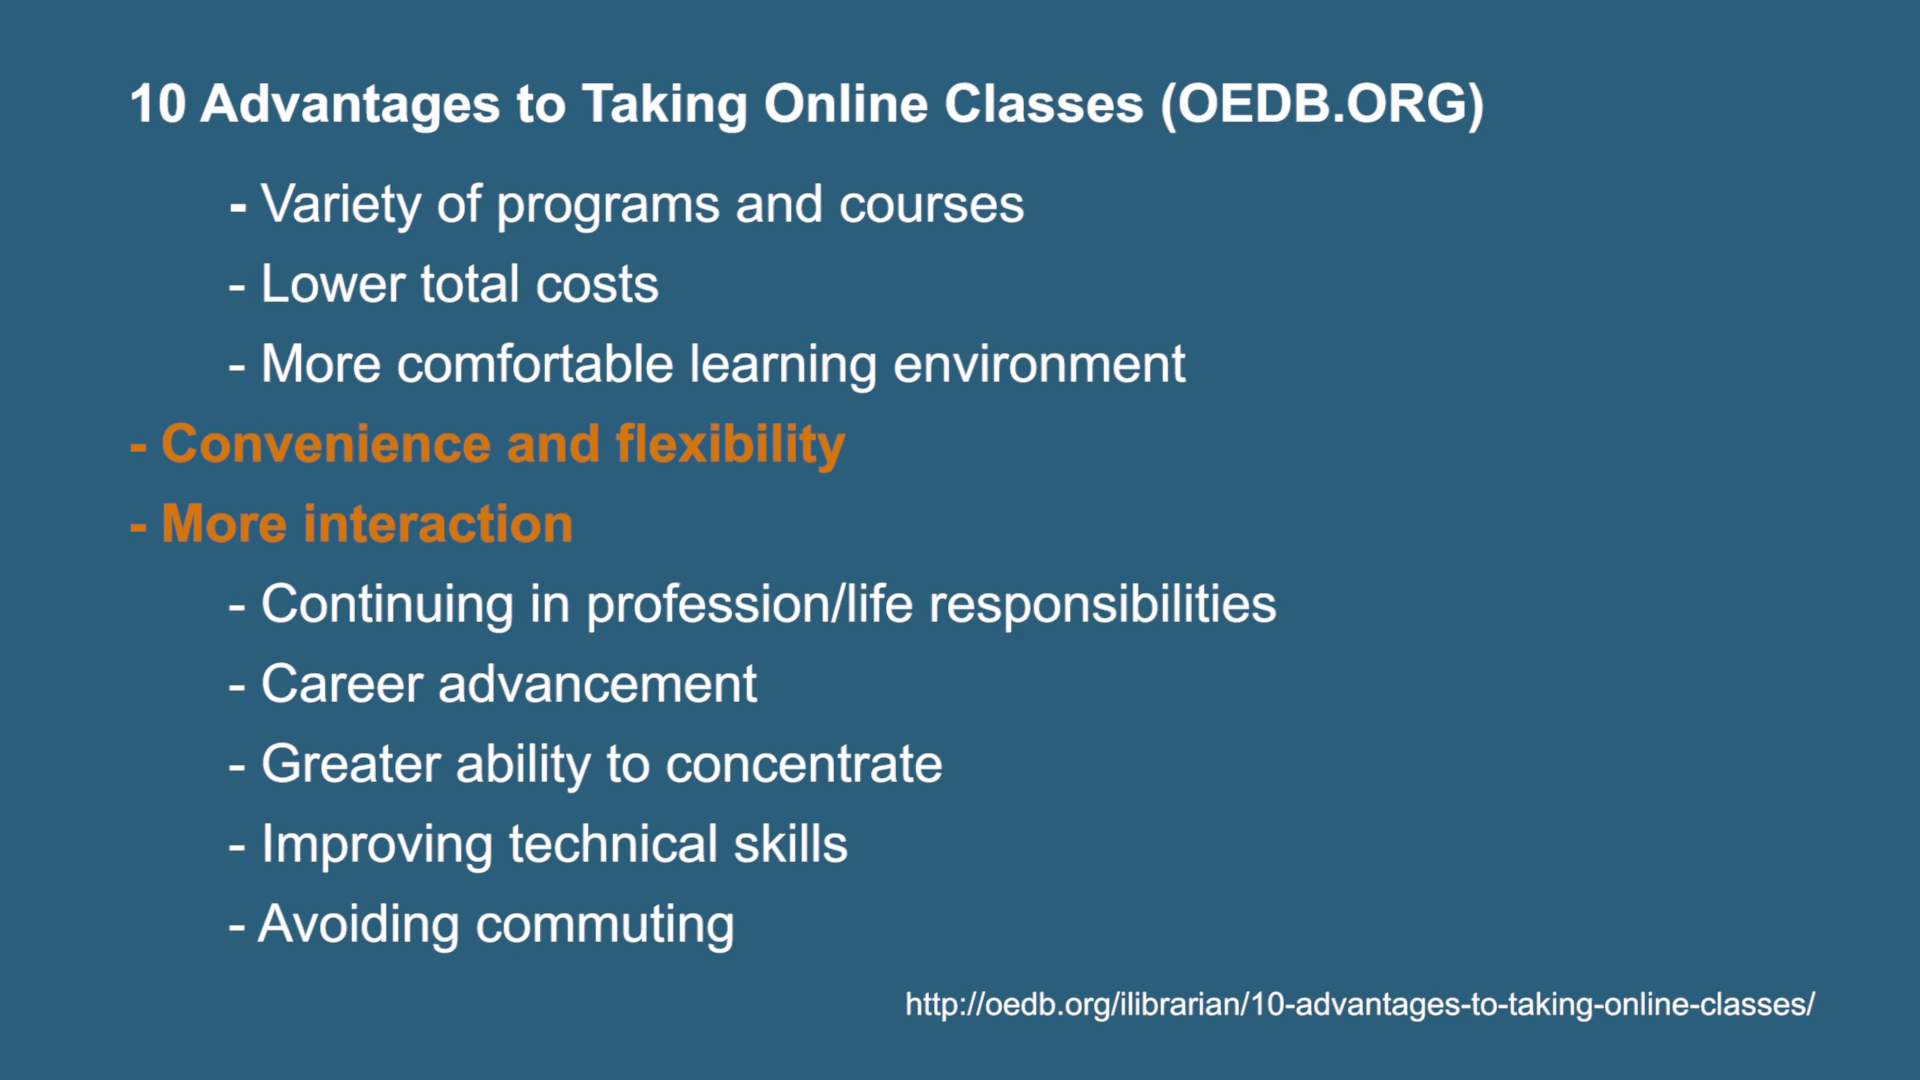 10 Advantages to Taking Online Classes (OEDB.ORG)
- Variety of programs and courses
- Lower total costs
- More comfortable learning environment
- Convenience and flexibility
- More interaction
- Continuing in profession/life responsibilities
- Career advancement
- Greater ability to concentrate
- Improving technical skills
- Avoiding commuting
http://oedb.org/ilibrarian/10-advantages-to-taking-online-classes/